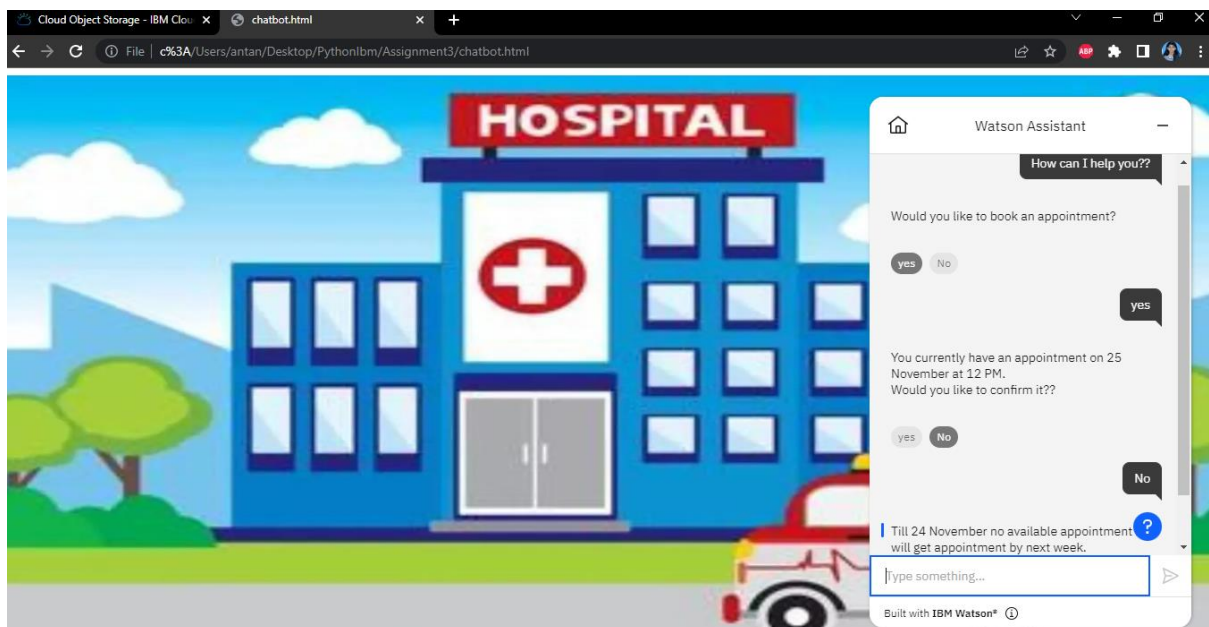 Cloud Object Storage - IBM Clou
chatbot.html
File | c%3A/Users/antan/Desktop/PythonIbm/Assignment3/chatbot.html
ABP
HOSPITAL
Watson Assistant
How can I help you??
Would you like to book an appointment?
yes No
yes
You currently have an appointment on 25
November at 12 PM.
Would you like to confirm it??
yes No
No
Till 24 November no available appointment
?
will get appointment by next week.
Type something...
Built with IBM Watson®